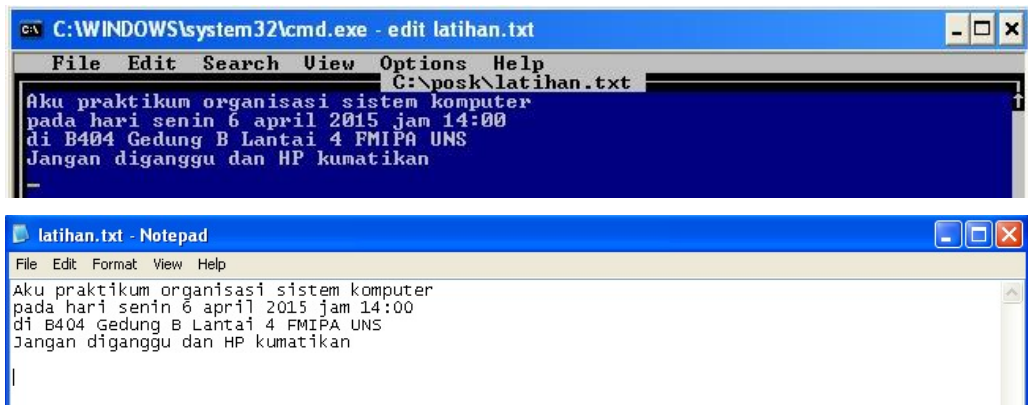 C:\WINDOWS\system32\cmd.exe - edit latihan.txt
File Edit Search View Options Help
C:\posk\latihan.txt
Aku praktikum organisasi sistem komputer
pada hari senin 6 april 2015 jam 14:00
di B404 Gedung B Lantai 4 FMIPA UNS
Jangan diganggu dan HP kumatikan
latihan.txt - Notepad
File Edit Format View Help
Aku praktikum organisasi sistem komputer
pada hari senin 6 april 2015 jam 14:00
di B404 Gedung B Lantai 4 FMIPA UNS
Jangan diganggu dan HP kumatikan